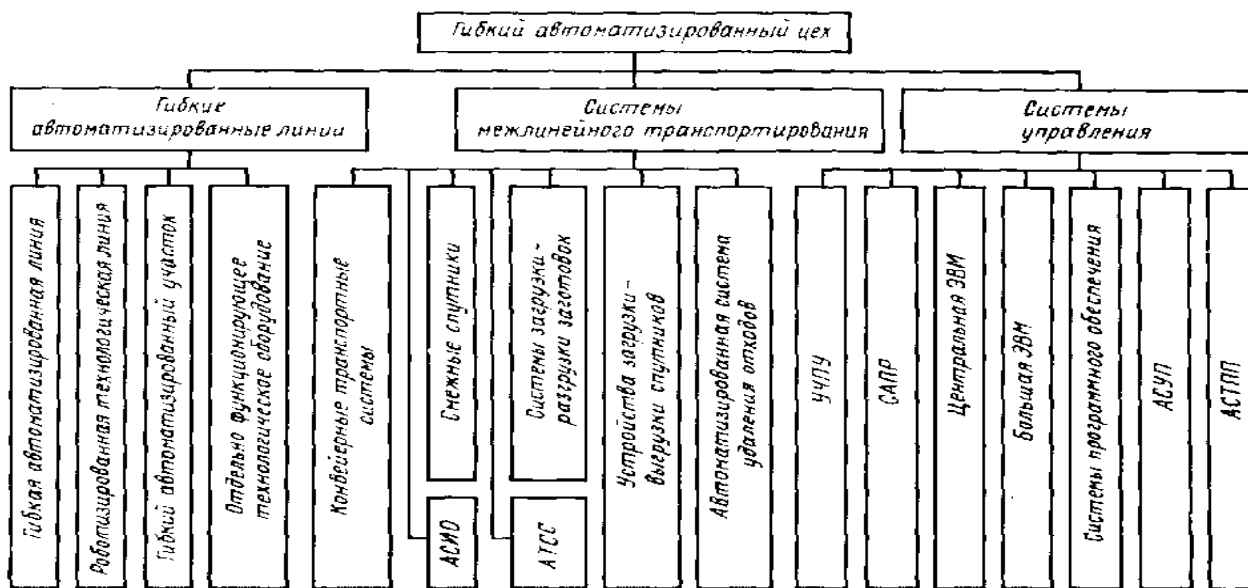 Гибкий автоматизированный цех
Гибкие
автоматизированные линии
Системы
межлинейного транспортирования
Системы
управления
Гибкая автоматизированная линия
Роботизированная технологическая линия
Гибкий автоматизированный участок
Отдельно функционирующее
технологическое оборудование
Конвейерные транспортные
системы
Смежные спутники
АСИО
Системы загрузки-
разгрузки заготовок
АТСС
Устройства загрузки-
выгрузки спутников
Автоматизированная система
удаления отходов
УЧПУ
САПР
Центральная ЭВМ
Большая ЭВМ
Системы программного обеспечения
АСУП
АСТПП